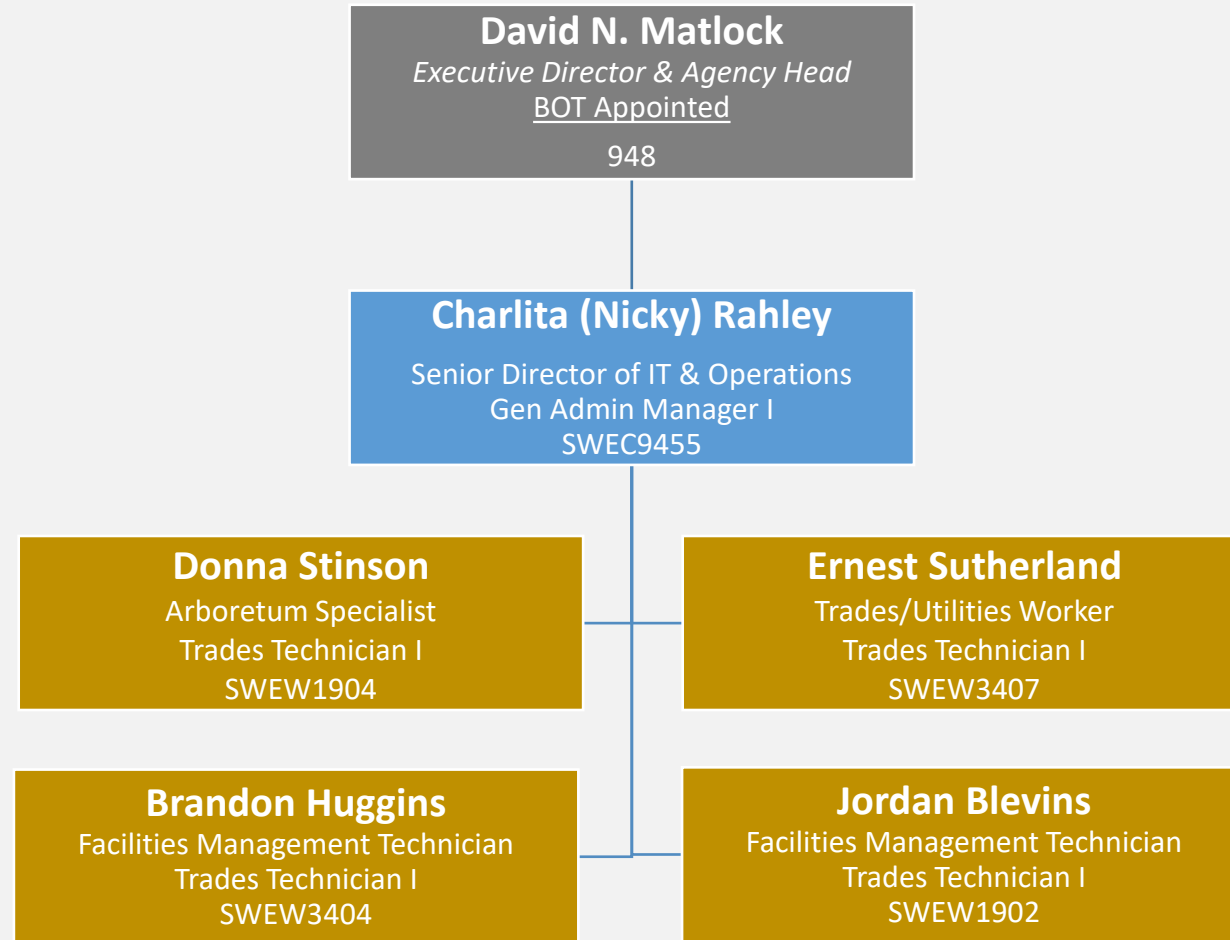 David N. Matlock
Executive Director & Agency Head
BOT Appointed
948
Charlita (Nicky) Rahley
Senior Director of IT & Operations
Gen Admin Manager I
SWEC9455
Donna Stinson
Arboretum Specialist
Trades Technician I
SWEW1904
Ernest Sutherland
Trades/Utilities Worker
Trades Technician I
SWEW3407
Brandon Huggins
Facilities Management Technician
Trades Technician I
SWEW3404
Jordan Blevins
Facilities Management Technician
Trades Technician I
SWEW1902